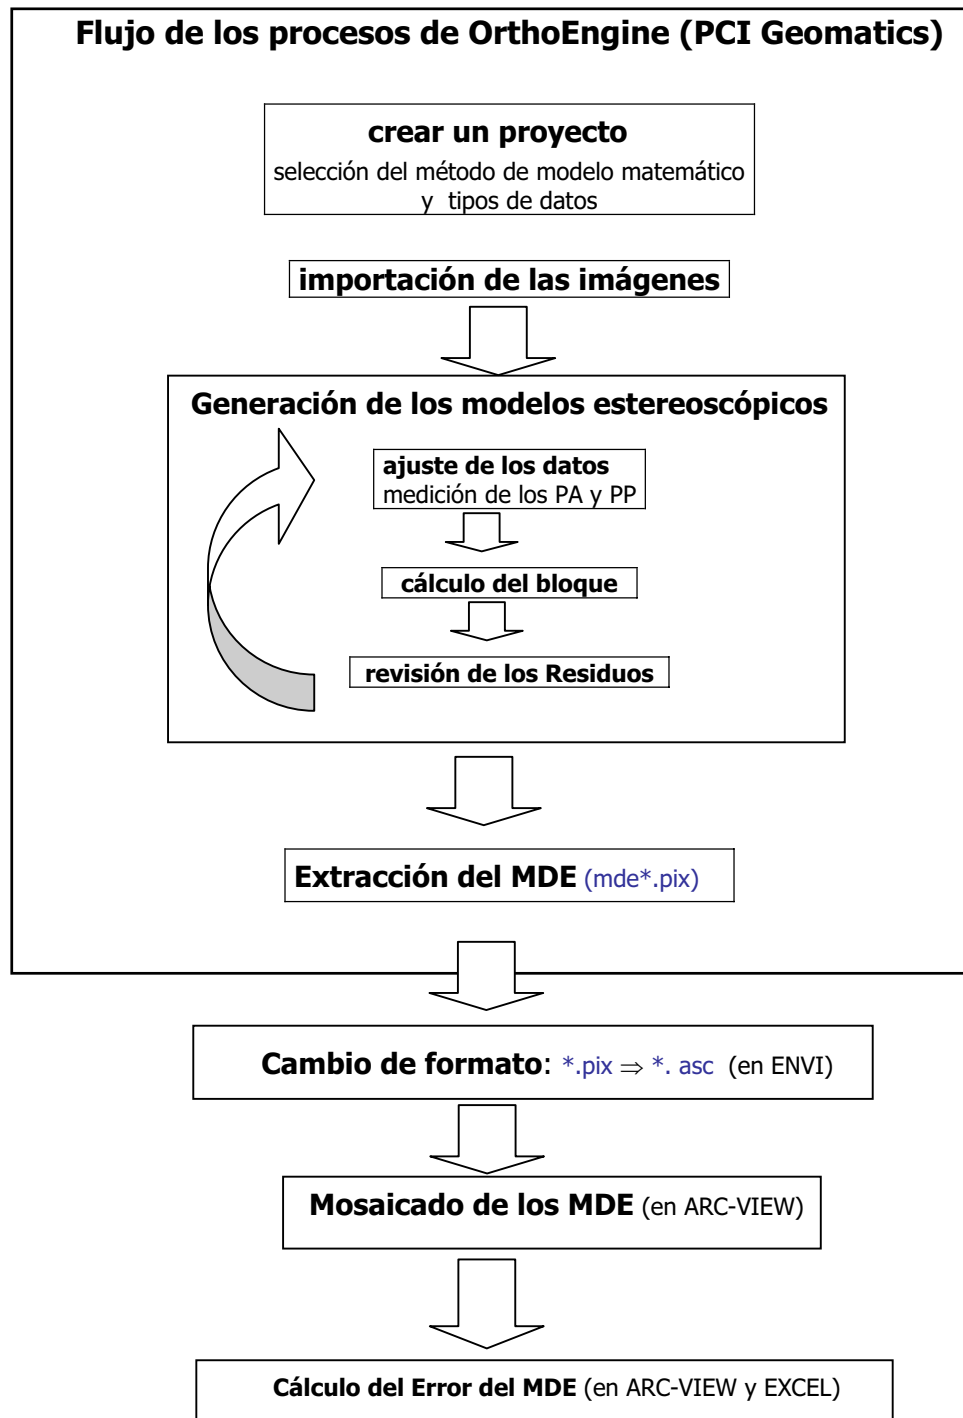 Flujo de los procesos de OrthoEngine (PCI Geomatics)
crear un proyecto
selección del método de modelo matemático
y tipos de datos
importación de las imágenes
Generación de los modelos estereoscópicos
ajuste de los datos
medición de los PA y PP
cálculo del bloque
revisión de los Residuos
Extracción del MDE (mde*.pix)
Cambio de formato: *.pix ⇒ *. asc (en ENVI)
Mosaicado de los MDE (en ARC-VIEW)
Cálculo del Error del MDE (en ARC-VIEW y EXCEL)